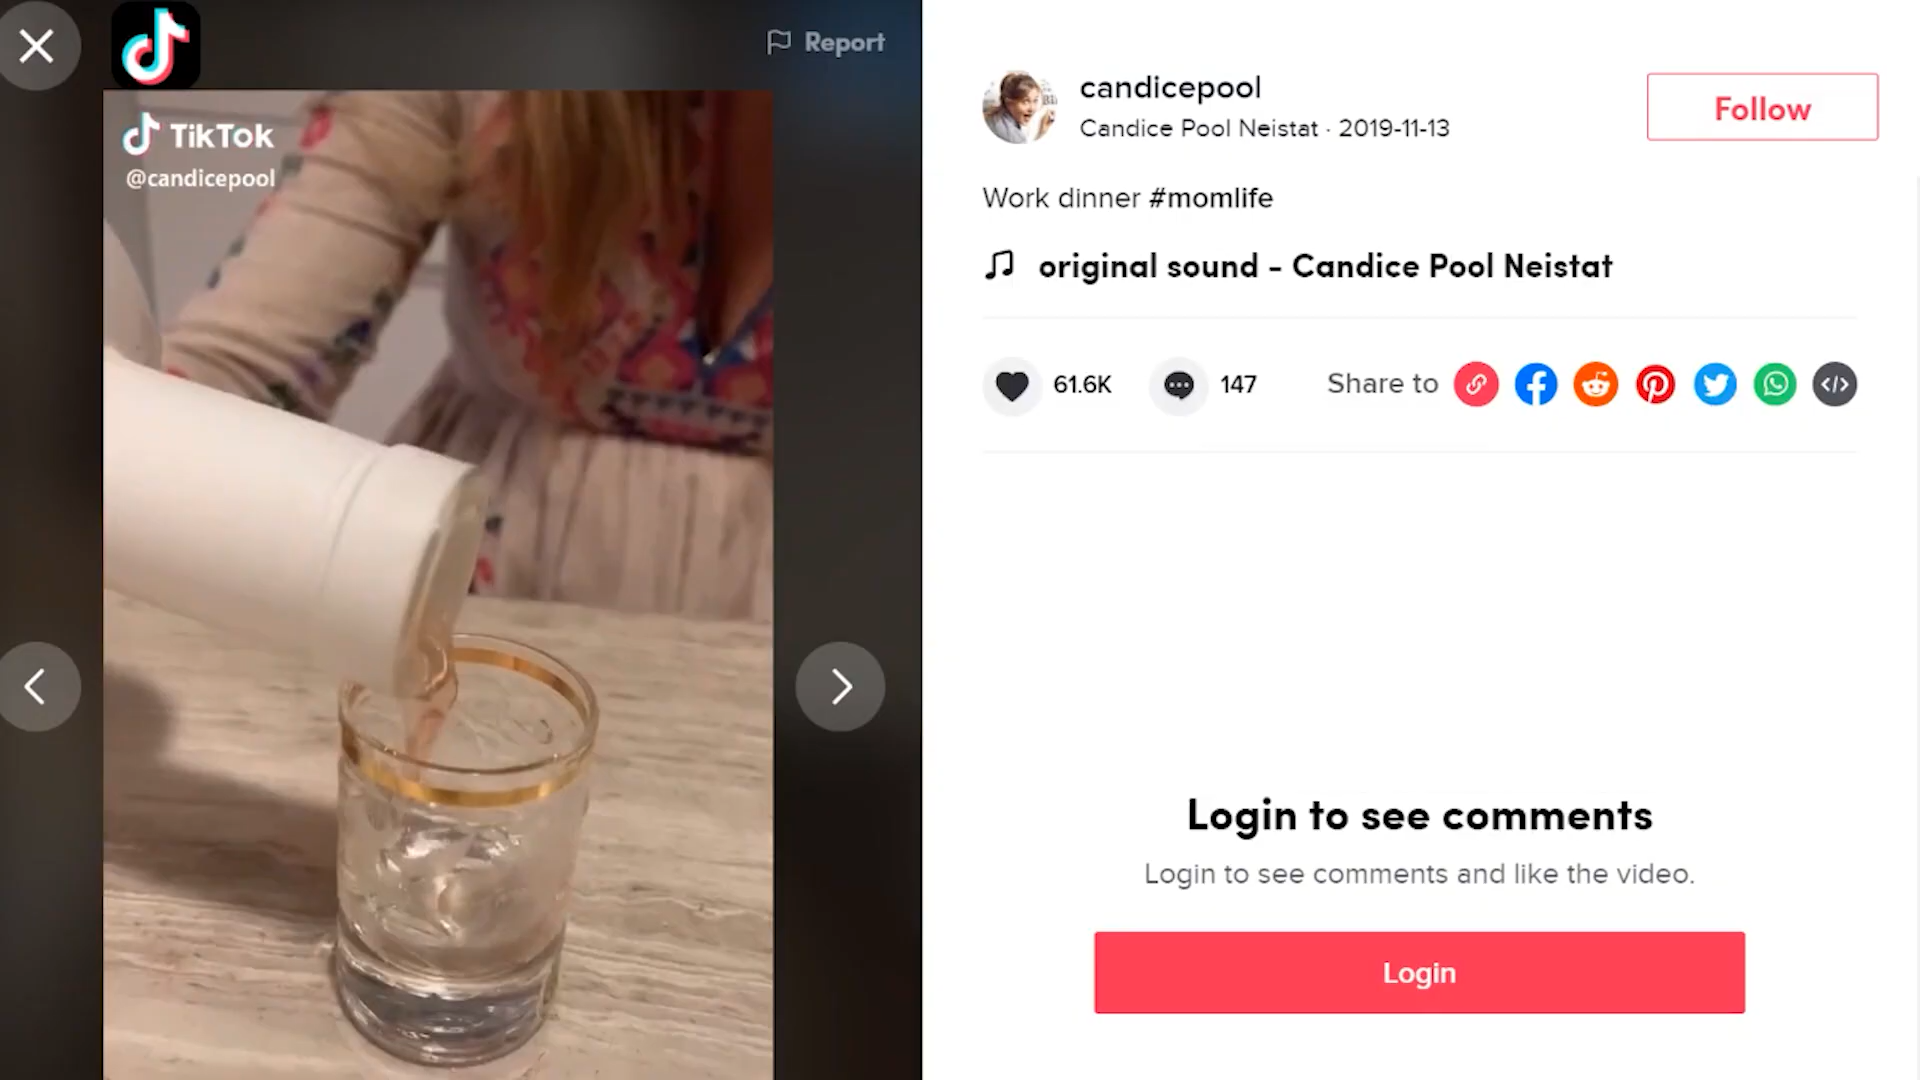 Report
TikTok
@candicepool
candicepool
Candice Pool Neistat · 2019-11-13
Follow
Work dinner #momlife
original sound - Candice Pool Neistat
61.6K
147
Share to
Login to see comments
Login to see comments and like the video.
Login